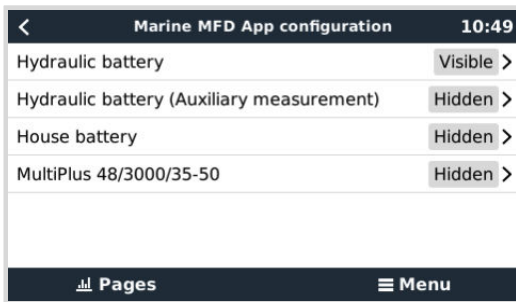 Marine MFD App configuration 10:49
Hydraulic battery Visible
Hydraulic battery (Auxiliary measurement) Hidden
House battery Hidden
MultiPlus 48/3000/35-50 Hidden
Pages Menu